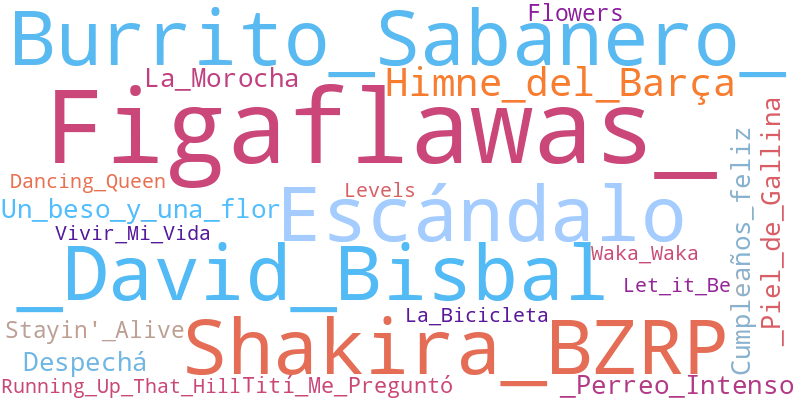 Flowers
Burrito_Sabanero_
La_Morocha
Himne_del_Barça
Figaflawas_
Dancing_Queen
Levels
Escándalo
Un_beso_y_una_flor
Vivir_Mi_Vida
Waka_Waka
_David_Bisbal
Let_it_Be
Cumpleaños_feliz
_Piel_de_Gallina
La_Bicicleta
Stayin'_Alive
Shakira_BZRP
Despechá
Running_Up_That_Hill
Tití_Me_Preguntó
_Perreo_Intenso